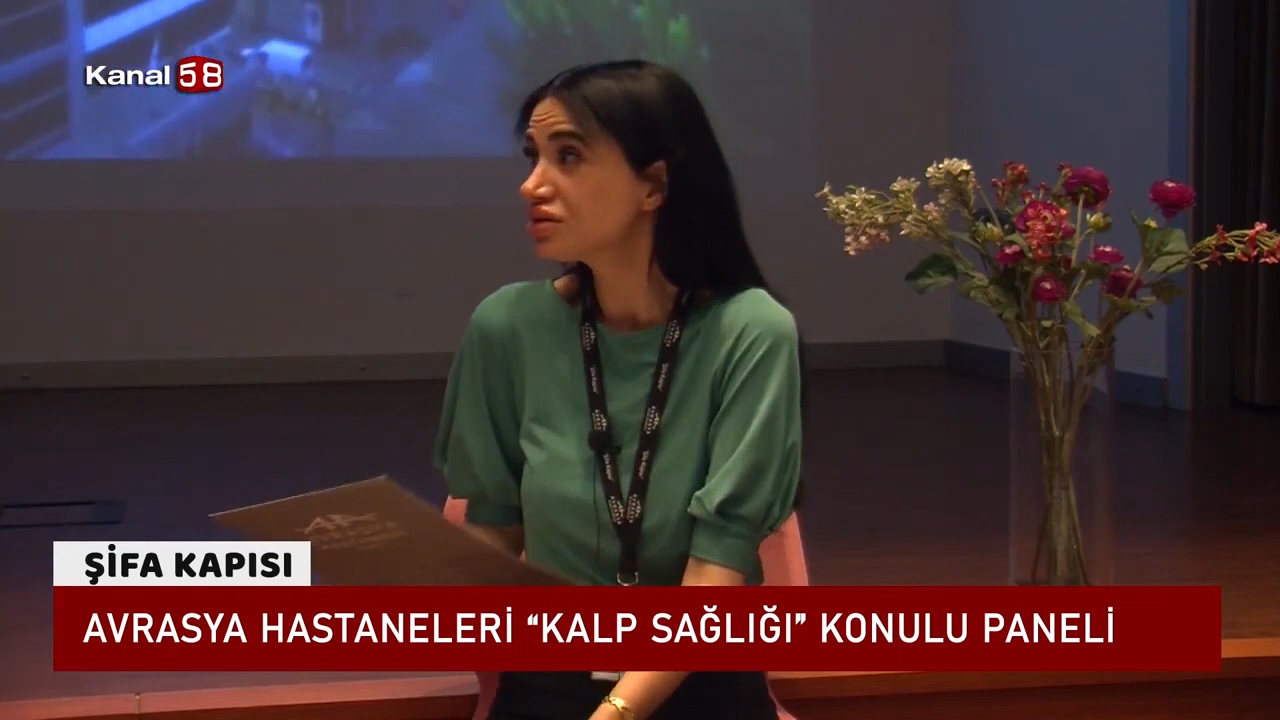 Kanal 58
ŞİFA KAPISI
AVRASYA HASTANELERİ “KALP SAĞLIĞI” KONULU PANELİ